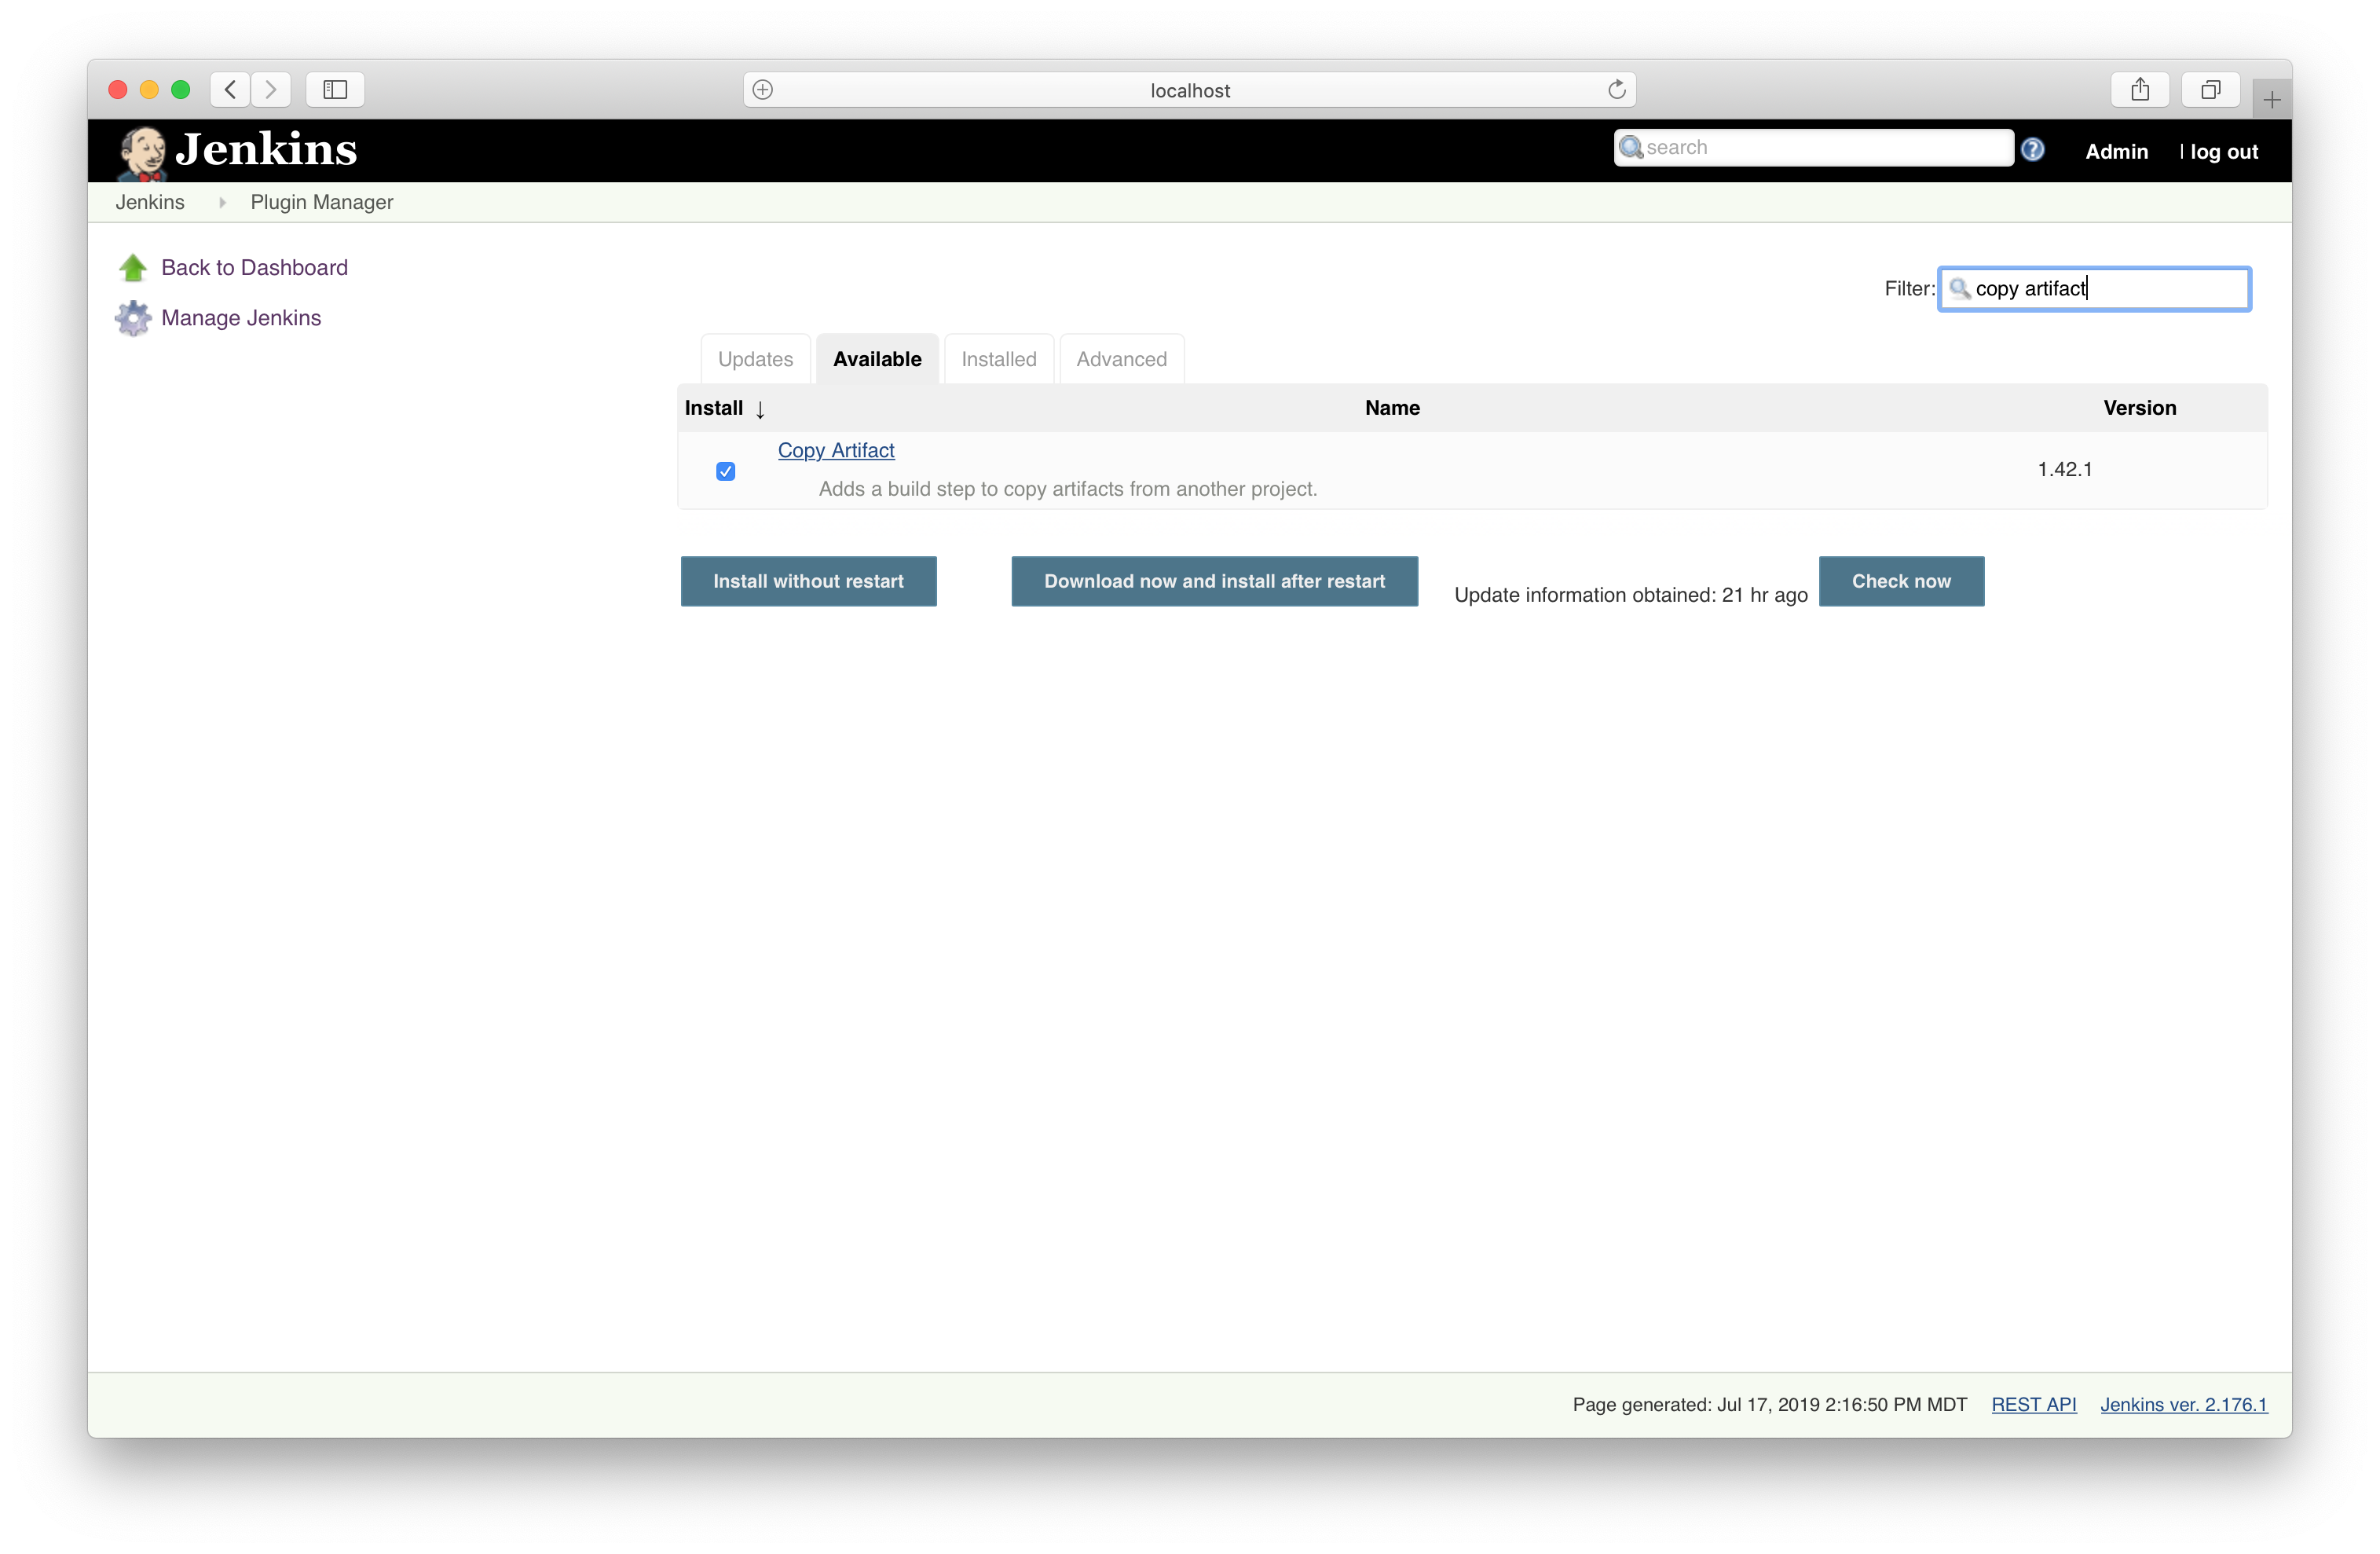 localhost
Jenkins
search
Admin
| log out
Jenkins
Plugin Manager
Back to Dashboard
Manage Jenkins
Filter: copy artifact
Updates
Available
Installed
Advanced
Install ↓
Name
Version
Copy Artifact
Adds a build step to copy artifacts from another project.
1.42.1
Install without restart
Download now and install after restart
Update information obtained: 21 hr ago
Check now
Page generated: Jul 17, 2019 2:16:50 PM MDT
REST API
Jenkins ver. 2.176.1